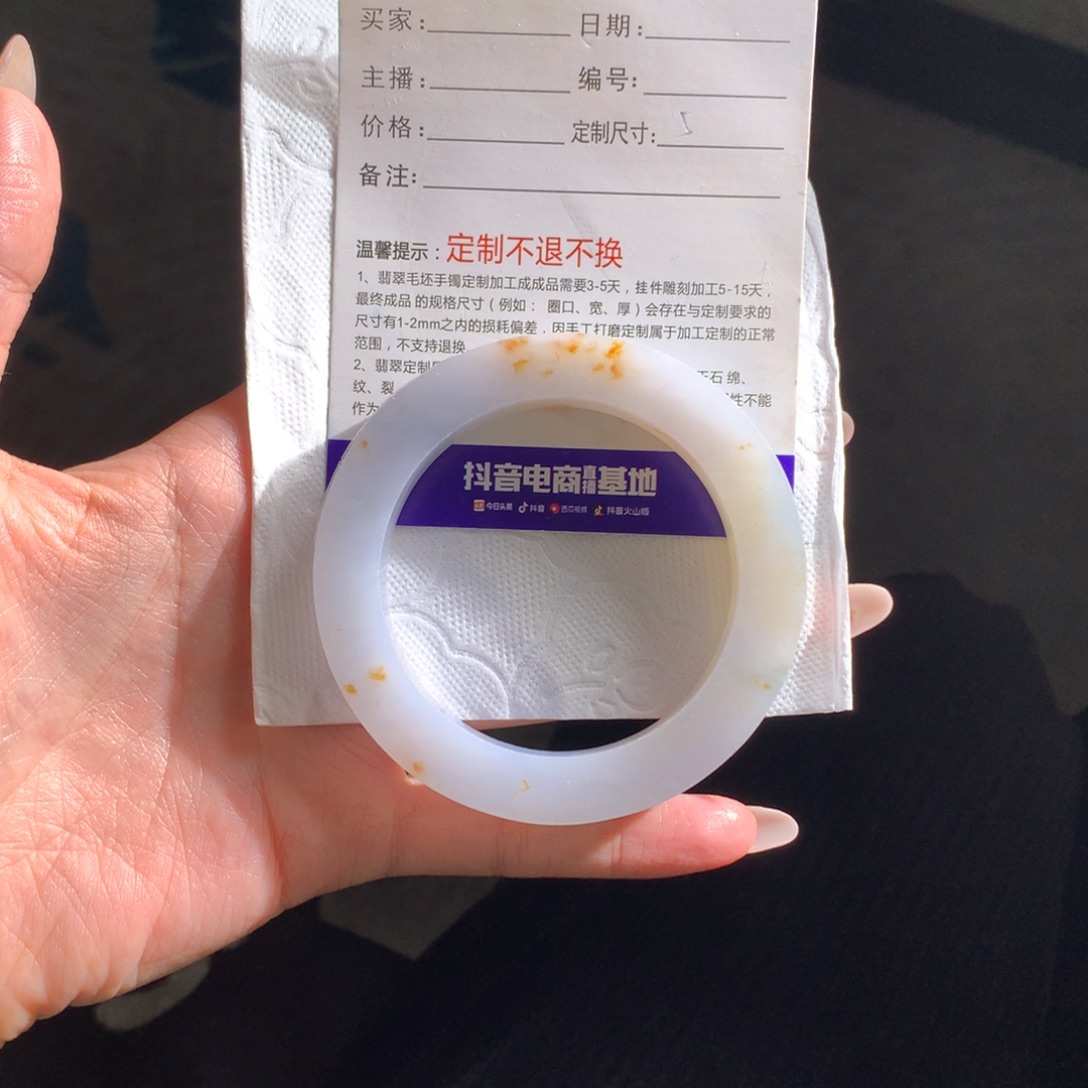 买家: 日期:
主播: 编号:
价格: 定制尺寸:
备注:
温馨提示：定制不退不换
1、翡翠毛坯手镯定制加工成成品需要3-5天，挂件雕刻加工5-15天，
最终成品 的规格尺寸（例如： 圈口、宽、厚）会存在与定制要求的
尺寸有1-2mm之内的损耗偏差，因手工打磨定制属于加工定制的正常
范围，不支持退换
2、翡翠定制 石 绵、
纹、裂 性不能
作为
抖音电商直播基地
今日头条 抖音 西瓜视频 抖音火山版